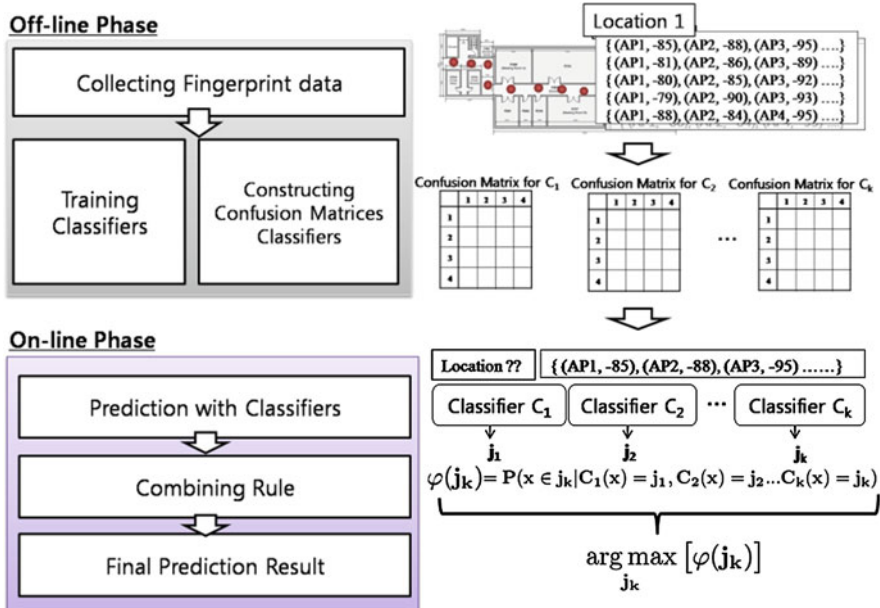 Off-line Phase
Collecting Fingerprint data
Training
Classifiers
Constructing
Confusion Matrices
Classifiers
Location 1
{ (AP1, -85), (AP2, -88), (AP3, -95) ....}
{ (AP1, -81), (AP2, -86), (AP3, -89) ....}
{ (AP1, -80), (AP2, -85), (AP3, -92) ....}
{ (AP1, -79), (AP2, -90), (AP3, -93) ....}
{ (AP1, -88), (AP2, -84), (AP4, -95) ....}
Confusion Matrix for C₁
1 2 3 4
1
2
3
4
Confusion Matrix for C₂
1 2 3 4
1
2
3
4
...
Confusion Matrix for Cₖ
1 2 3 4
1
2
3
4
On-line Phase
Prediction with Classifiers
Combining Rule
Final Prediction Result
Location ??
{ (AP1, -85), (AP2, -88), (AP3, -95) ......}
Classifier C₁
Classifier C₂
...
Classifier Cₖ
j₁
j₂
jₖ
φ(jₖ)= P(x ∈ jₖ|C₁(x) = j₁, C₂(x) = j₂...Cₖ(x) = jₖ)
arg max [φ(jₖ)]
jₖ